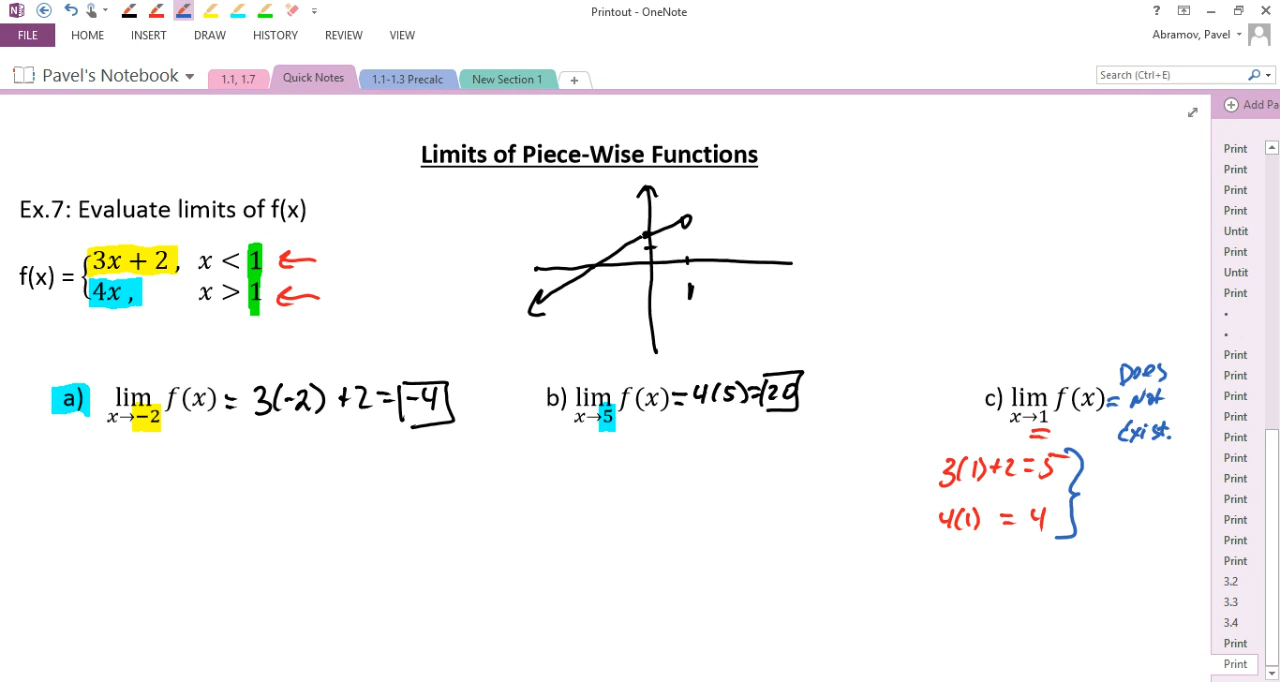 Printout - OneNote
FILE HOME INSERT DRAW HISTORY REVIEW VIEW
Abramov, Pavel
Pavel's Notebook 1.1, 1.7 Quick Notes 1.1-1.3 Precalc New Section 1 +
Search (Ctrl+E)
Add Pa
Limits of Piece-Wise Functions
Ex.7: Evaluate limits of f(x)
f(x) = { 3x + 2, x < 1
4x, x > 1
1
a) lim x→−2 f(x) = 3(-2) + 2 = -4
b) lim x→5 f(x) = 4(5) = 20
c) lim x→1 f(x) = Does Not Exist.
3(1)+2 = 5
4(1) = 4
Print
Print
Print
Print
Untit
Print
Untit
Print
.
.
Print
Print
Print
Print
Print
Print
Print
Print
Print
Print
Print
3.2
3.3
3.4
Print
Print